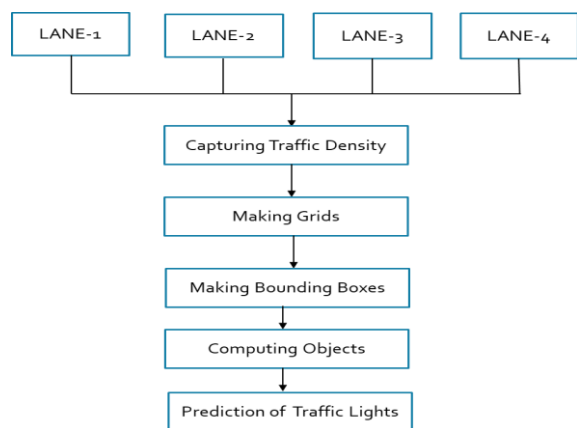 LANE-1
LANE-2
LANE-3
LANE-4
Capturing Traffic Density
Making Grids
Making Bounding Boxes
Computing Objects
Prediction of Traffic Lights